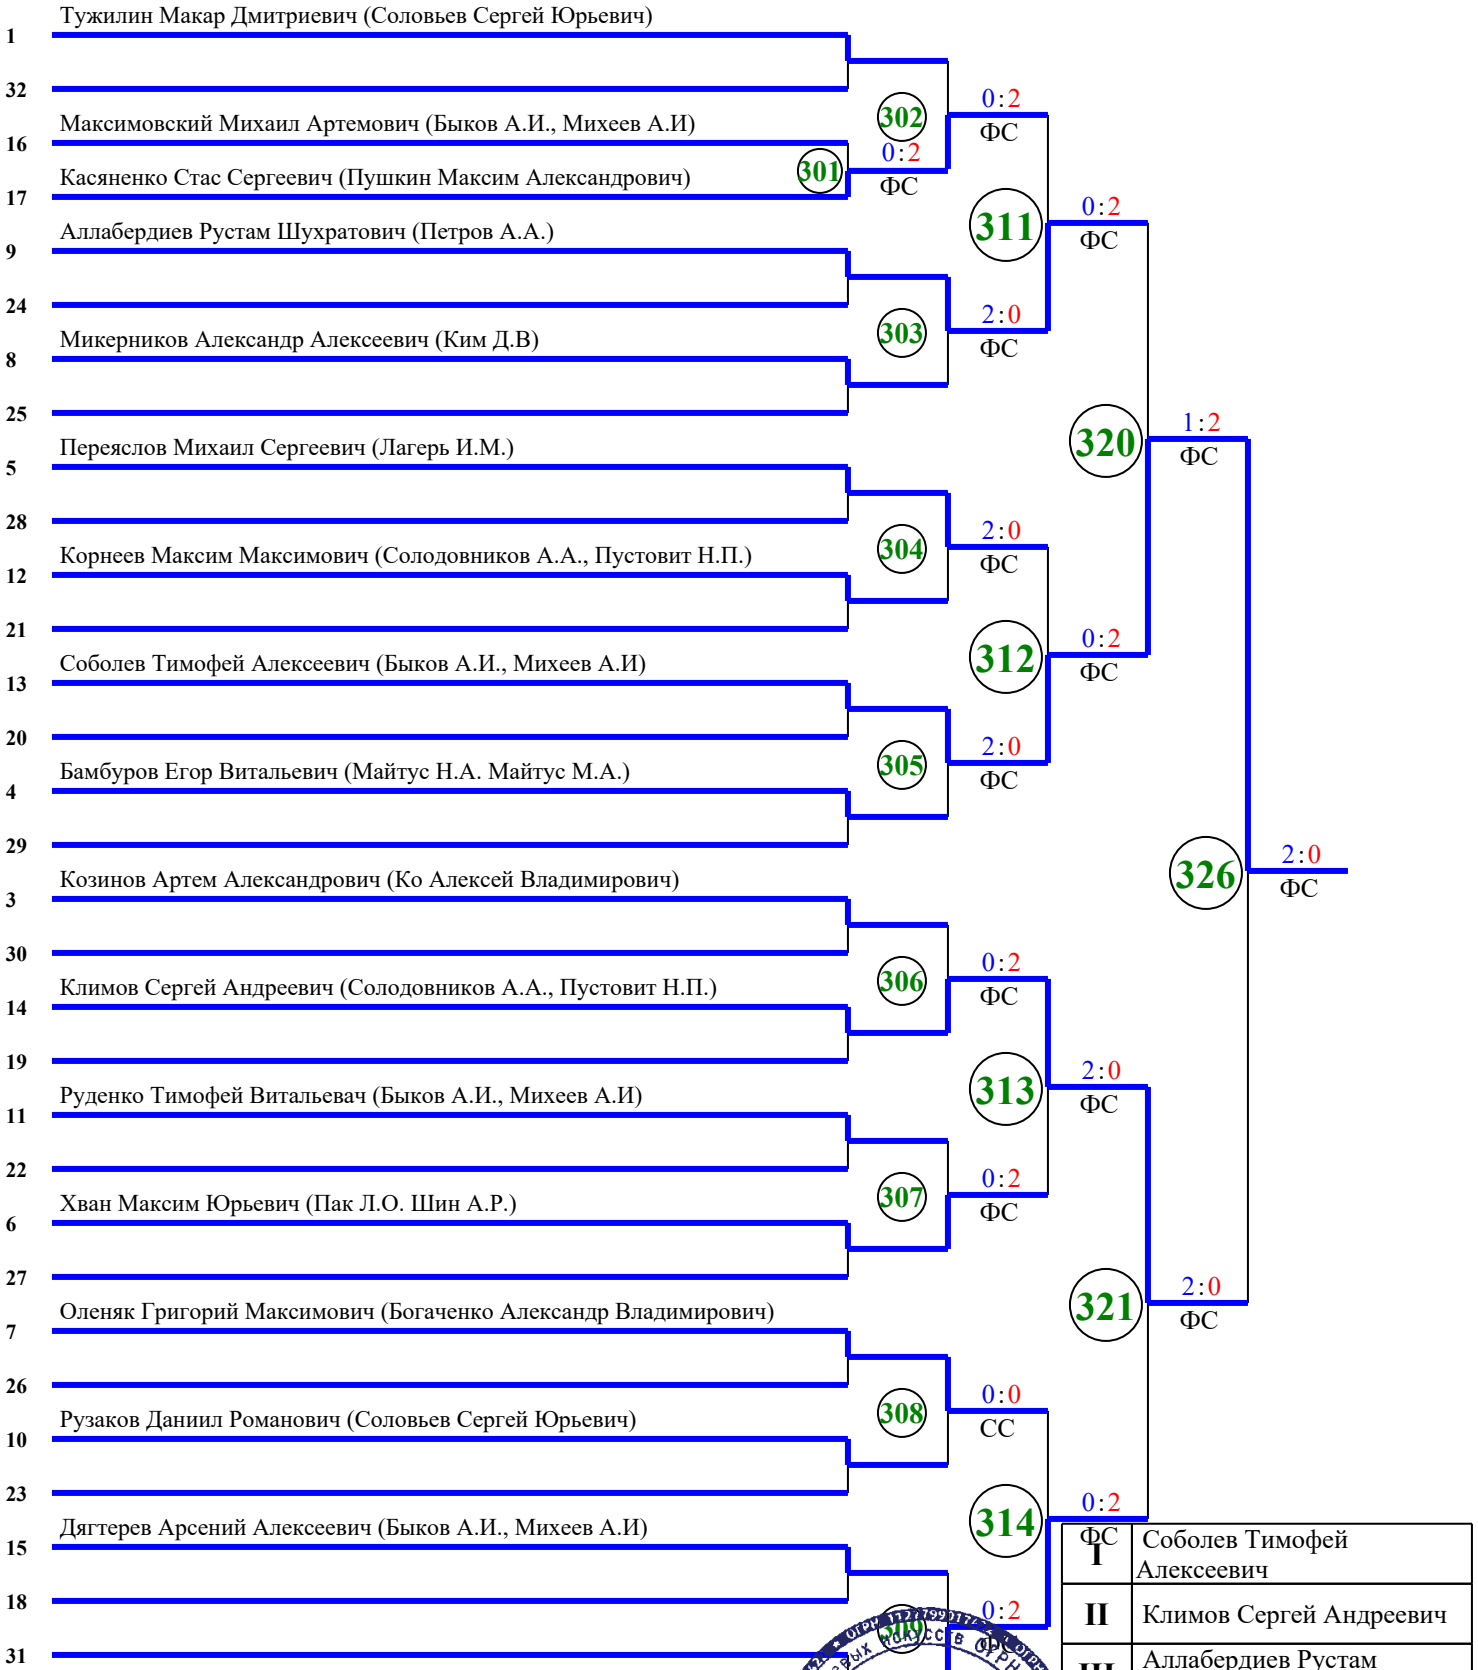 Тужилин Макар Дмитриевич (Соловьев Сергей Юрьевич)
1
32
302
0:2
ФС
Максимовский Михаил Артемович (Быков А.И., Михеев А.И)
16
301
0:2
ФС
Касяненко Стас Сергеевич (Пушкин Максим Александрович)
17
311
0:2
ФС
Аллабердиев Рустам Шухратович (Петров А.А.)
9
24
303
2:0
ФС
Микерников Александр Алексеевич (Ким Д.В)
8
25
320
1:2
ФС
Переяслов Михаил Сергеевич (Лагерь И.М.)
5
28
304
2:0
ФС
Корнеев Максим Максимович (Солодовников А.А., Пустовит Н.П.)
12
21
312
0:2
ФС
Соболев Тимофей Алексеевич (Быков А.И., Михеев А.И)
13
20
305
2:0
ФС
Бамбуров Егор Витальевич (Майтус Н.А. Майтус М.А.)
4
29
326
2:0
ФС
Козинов Артем Александрович (Ко Алексей Владимирович)
3
30
306
0:2
ФС
Климов Сергей Андреевич (Солодовников А.А., Пустовит Н.П.)
14
19
313
2:0
ФС
Руденко Тимофей Витальевач (Быков А.И., Михеев А.И)
11
22
307
0:2
ФС
Хван Максим Юрьевич (Пак Л.О. Шин А.Р.)
6
27
321
2:0
ФС
Оленяк Григорий Максимович (Богаченко Александр Владимирович)
7
26
308
0:0
СС
Рузаков Даниил Романович (Соловьев Сергей Юрьевич)
10
23
314
0:2
ФС
Дягтерев Арсений Алексеевич (Быков А.И., Михеев А.И)
15
18
309
0:2
ФС
31
I Соболев Тимофей
Алексеевич
II Климов Сергей Андреевич
III Аллабердиев Рустам
ИСКУССТВ